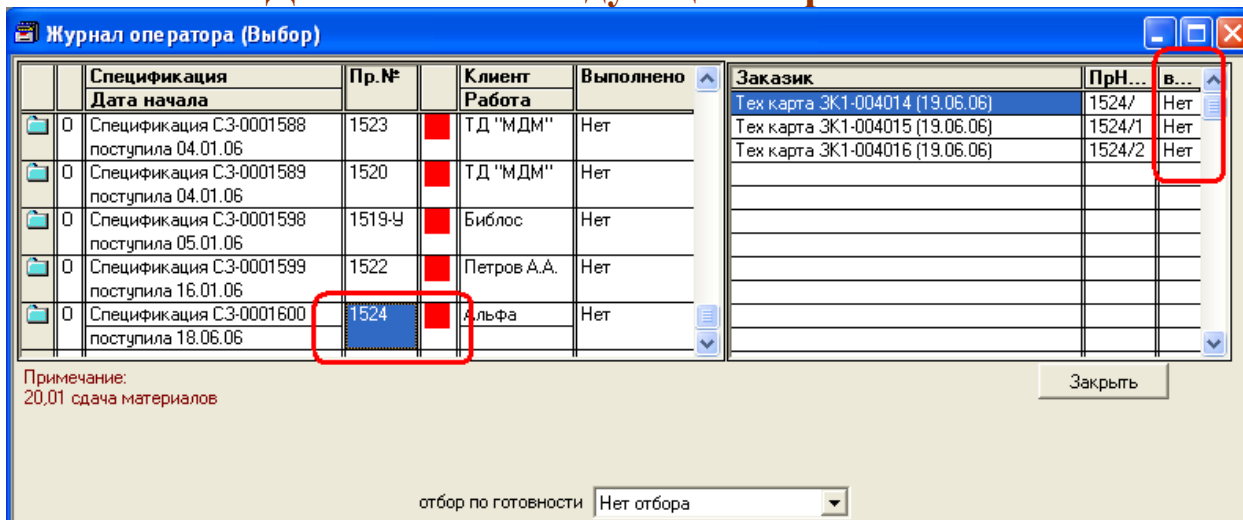 Журнал оператора (Выбор)
Спецификация Пр.№ Клиент Выполнено
Дата начала Работа
0 Спецификация СЗ-0001588 1523 ТД "МДМ" Нет
поступила 04.01.06
0 Спецификация СЗ-0001589 1520 ТД "МДМ" Нет
поступила 04.01.06
0 Спецификация СЗ-0001598 1519-У Библос Нет
поступила 05.01.06
0 Спецификация СЗ-0001599 1522 Петров А.А. Нет
поступила 16.01.06
0 Спецификация СЗ-0001600 1524 Альфа Нет
поступила 18.06.06
Заказик ПрН... в...
Тех карта ЗК1-004014 (19.06.06) 1524/ Нет
Тех карта ЗК1-004015 (19.06.06) 1524/1 Нет
Тех карта ЗК1-004016 (19.06.06) 1524/2 Нет
Примечание:
20,01 сдача материалов
Закрыть
отбор по готовности Нет отбора